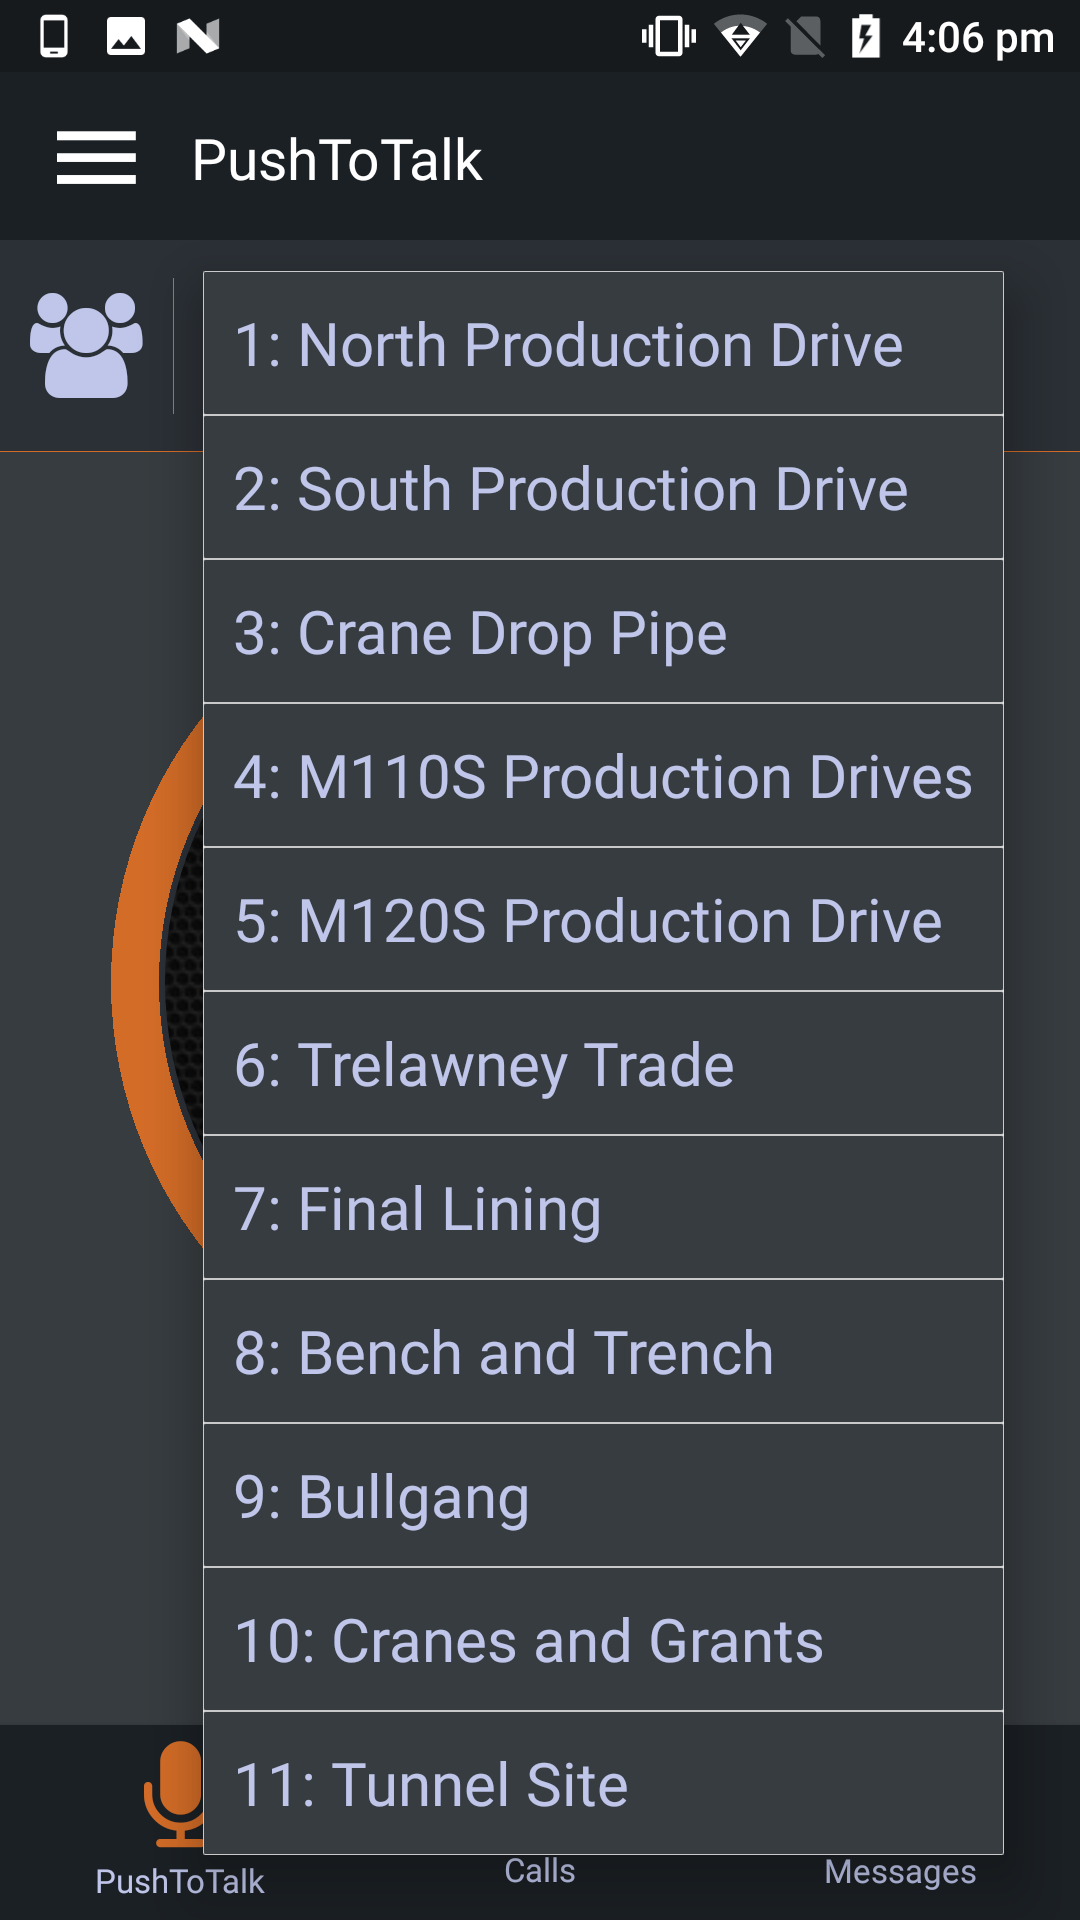 4:06 pm
PushToTalk
1: North Production Drive
2: South Production Drive
3: Crane Drop Pipe
4: M110S Production Drives
5: M120S Production Drive
6: Trelawney Trade
7: Final Lining
8: Bench and Trench
9: Bullgang
10: Cranes and Grants
11: Tunnel Site
PushToTalk
Calls
Messages